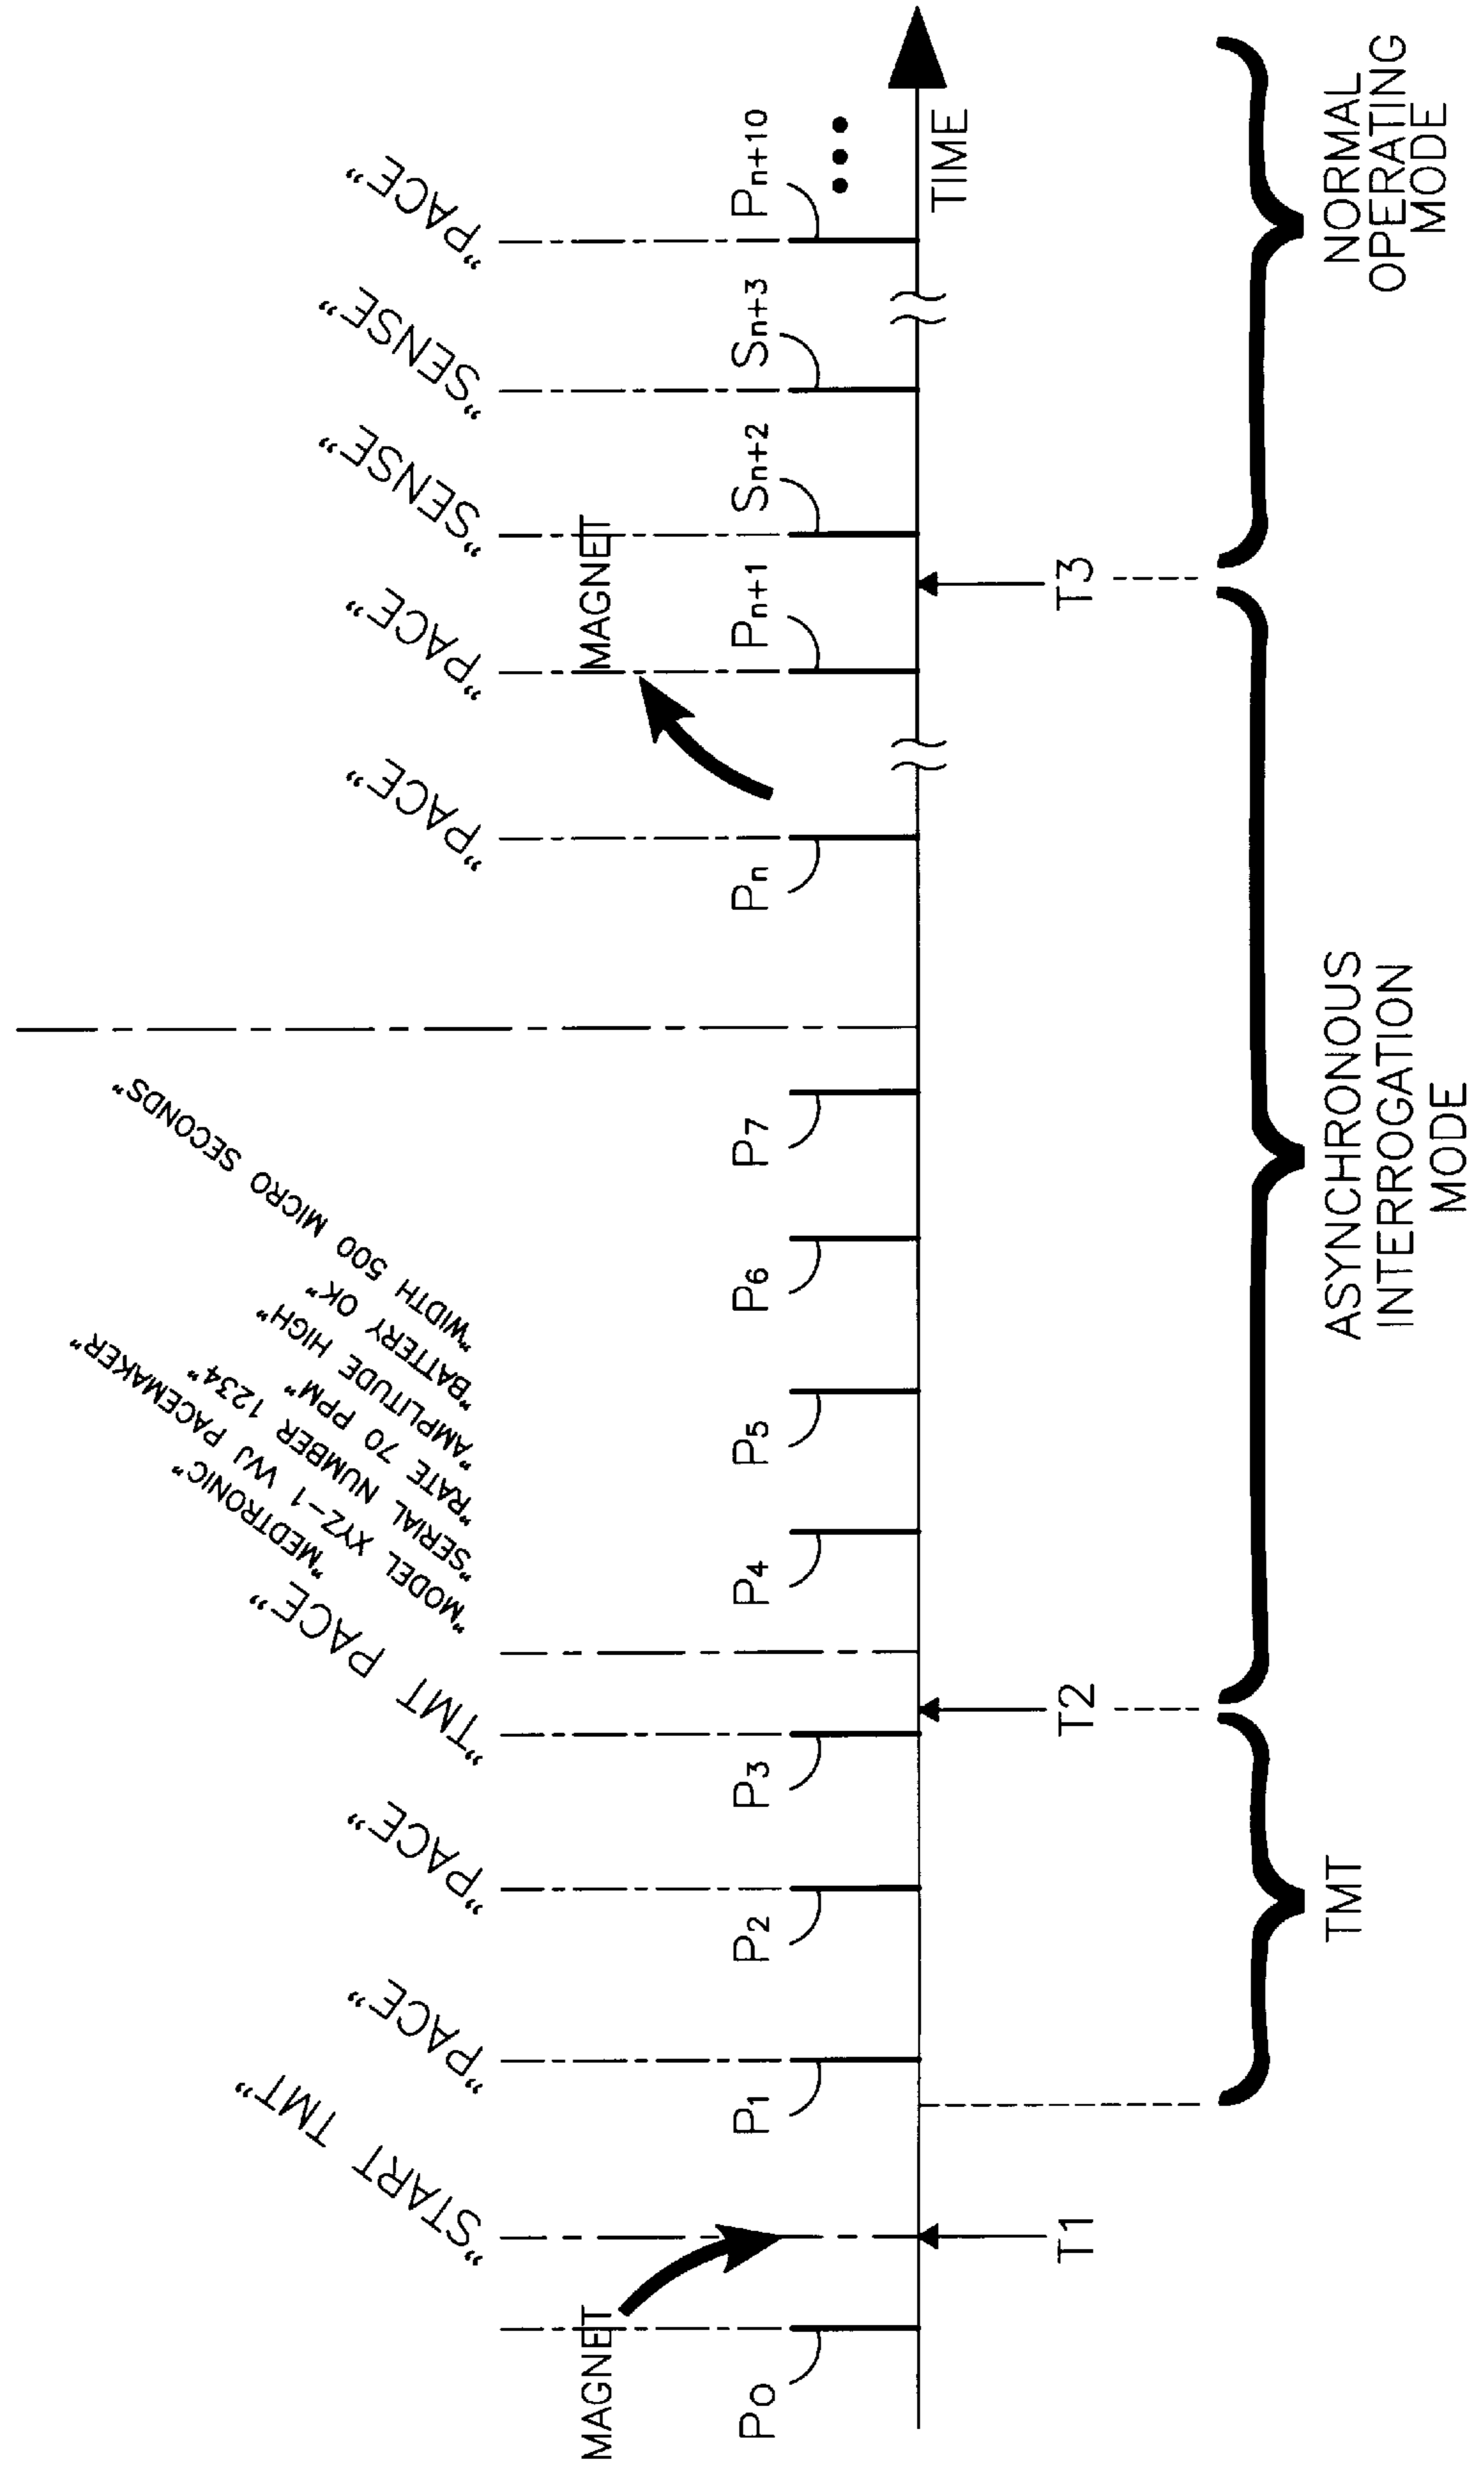 "START TMT"
"PACE"
"PACE"
"TMT PACE"
"MEDTRONIC"
"MODEL XYZ-1 VVI PACEMAKER"
"SERIAL NUMBER 1234"
"RATE 70 PPM"
"AMPLITUDE HIGH"
"BATTERY OK"
"WIDTH 500 MICRO SECONDS"
"PACE"
"PACE"
"SENSE"
"SENSE"
"PACE"
MAGNET
MAGNET
P0
P1
P2
P3
P4
P5
P6
P7
Pn
Pn+1
Sn+2
Sn+3
Pn+10
TIME
T1
T2
T3
TMT
ASYNCHRONOUS
INTERROGATION
MODE
NORMAL
OPERATING
MODE